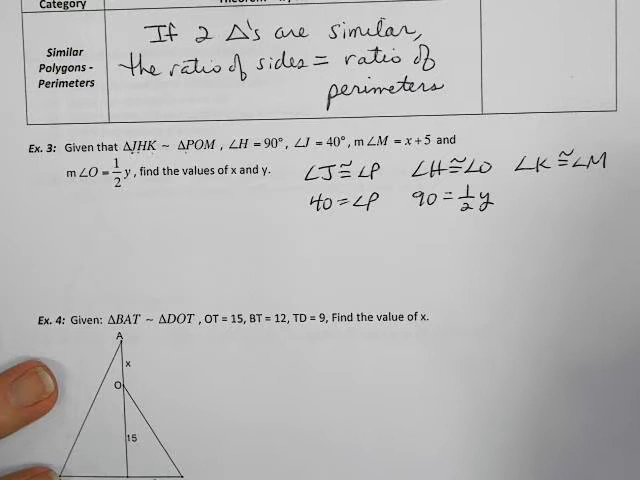 Category
Similar
Polygons -
Perimeters
If 2 Δ's are similar,
the ratio of sides = ratio of
perimeters
Ex. 3: Given that ΔJHK ~ ΔPOM, ∠H = 90°, ∠J = 40°, m∠M = x+5 and
m∠O = 1/2 y, find the values of x and y.
∠J ≅ ∠P ∠H ≅ ∠O ∠K ≅ ∠M
40 = ∠P 90 = 1/2 y
Ex. 4: Given: ΔBAT ~ ΔDOT, OT = 15, BT = 12, TD = 9, Find the value of x.
A
x
O
15